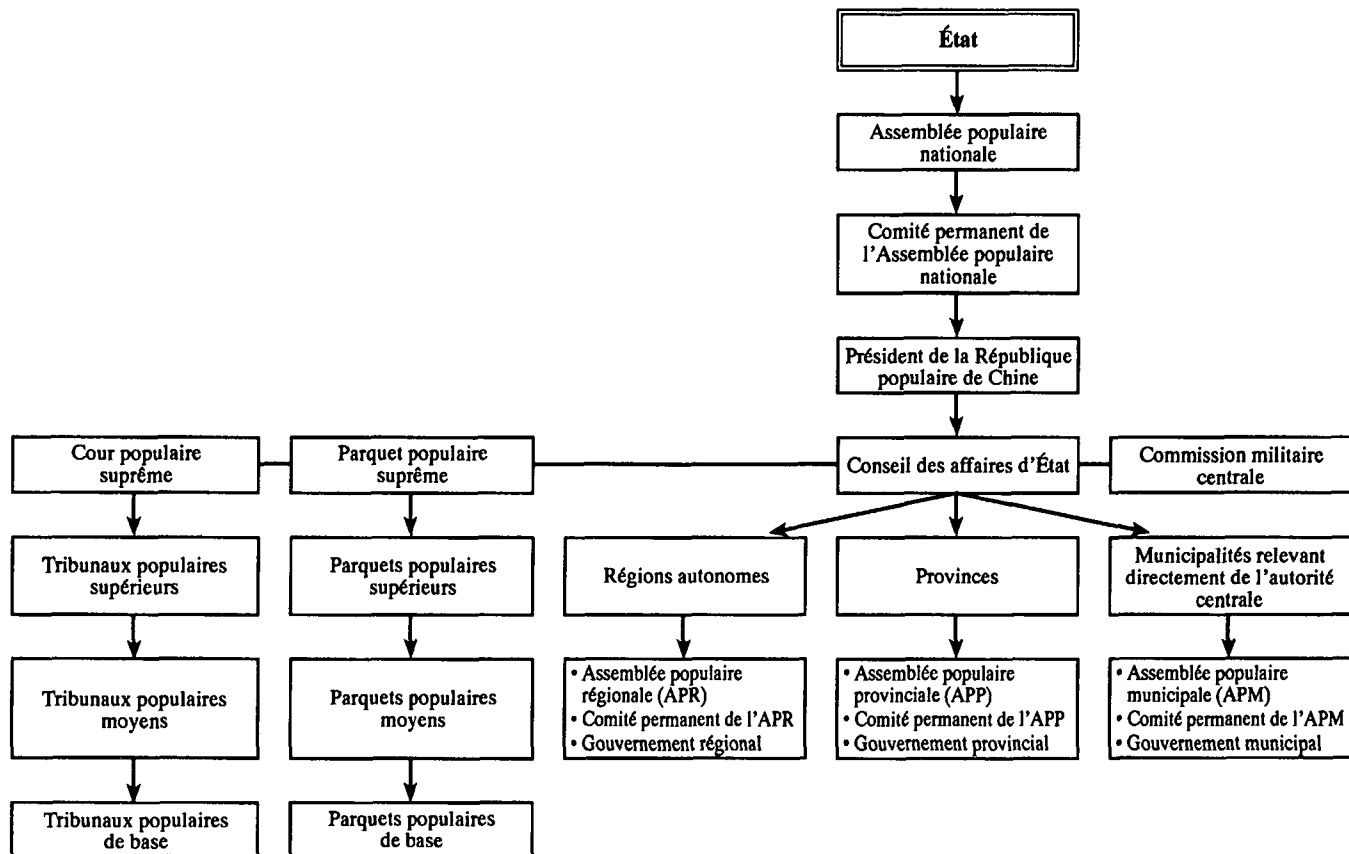 État
Assemblée populaire
nationale
Comité permanent de
l'Assemblée populaire
nationale
Président de la République
populaire de Chine
Cour populaire
suprême
Parquet populaire
suprême
Conseil des affaires d'État
Commission militaire
centrale
Tribunaux populaires
supérieurs
Parquets populaires
supérieurs
Régions autonomes
Provinces
Municipalités relevant
directement de l'autorité
centrale
Tribunaux populaires
moyens
Parquets populaires
moyens
• Assemblée populaire
régionale (APR)
• Comité permanent de l'APR
• Gouvernement régional
• Assemblée populaire
provinciale (APP)
• Comité permanent de l'APP
• Gouvernement provincial
• Assemblée populaire
municipale (APM)
• Comité permanent de l'APM
• Gouvernement municipal
Tribunaux populaires
de base
Parquets populaires
de base